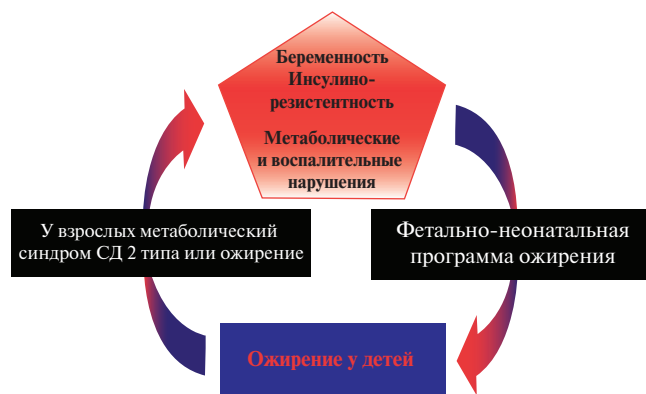 Беременность
Инсулино-
резистентность
Метаболические
и воспалительные
нарушения
У взрослых метаболический
синдром СД 2 типа или ожирение
Фетально-неонатальная
программа ожирения
Ожирение у детей